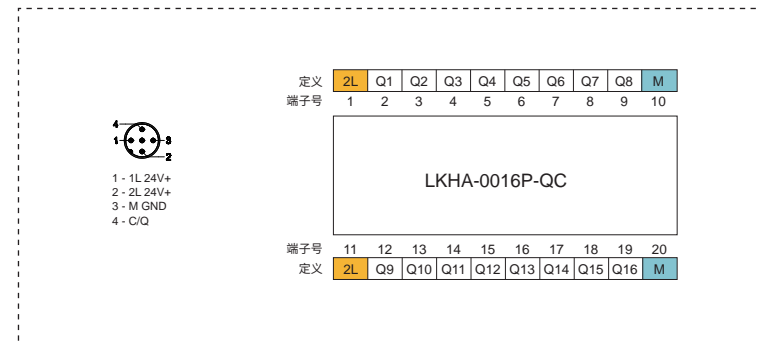 定义 2L Q1 Q2 Q3 Q4 Q5 Q6 Q7 Q8 M
端子号 1 2 3 4 5 6 7 8 9 10
4
1 3
2
1 - 1L 24V+
2 - 2L 24V+
3 - M GND
4 - C/Q
LKHA-0016P-QC
端子号 11 12 13 14 15 16 17 18 19 20
定义 2L Q9 Q10 Q11 Q12 Q13 Q14 Q15 Q16 M